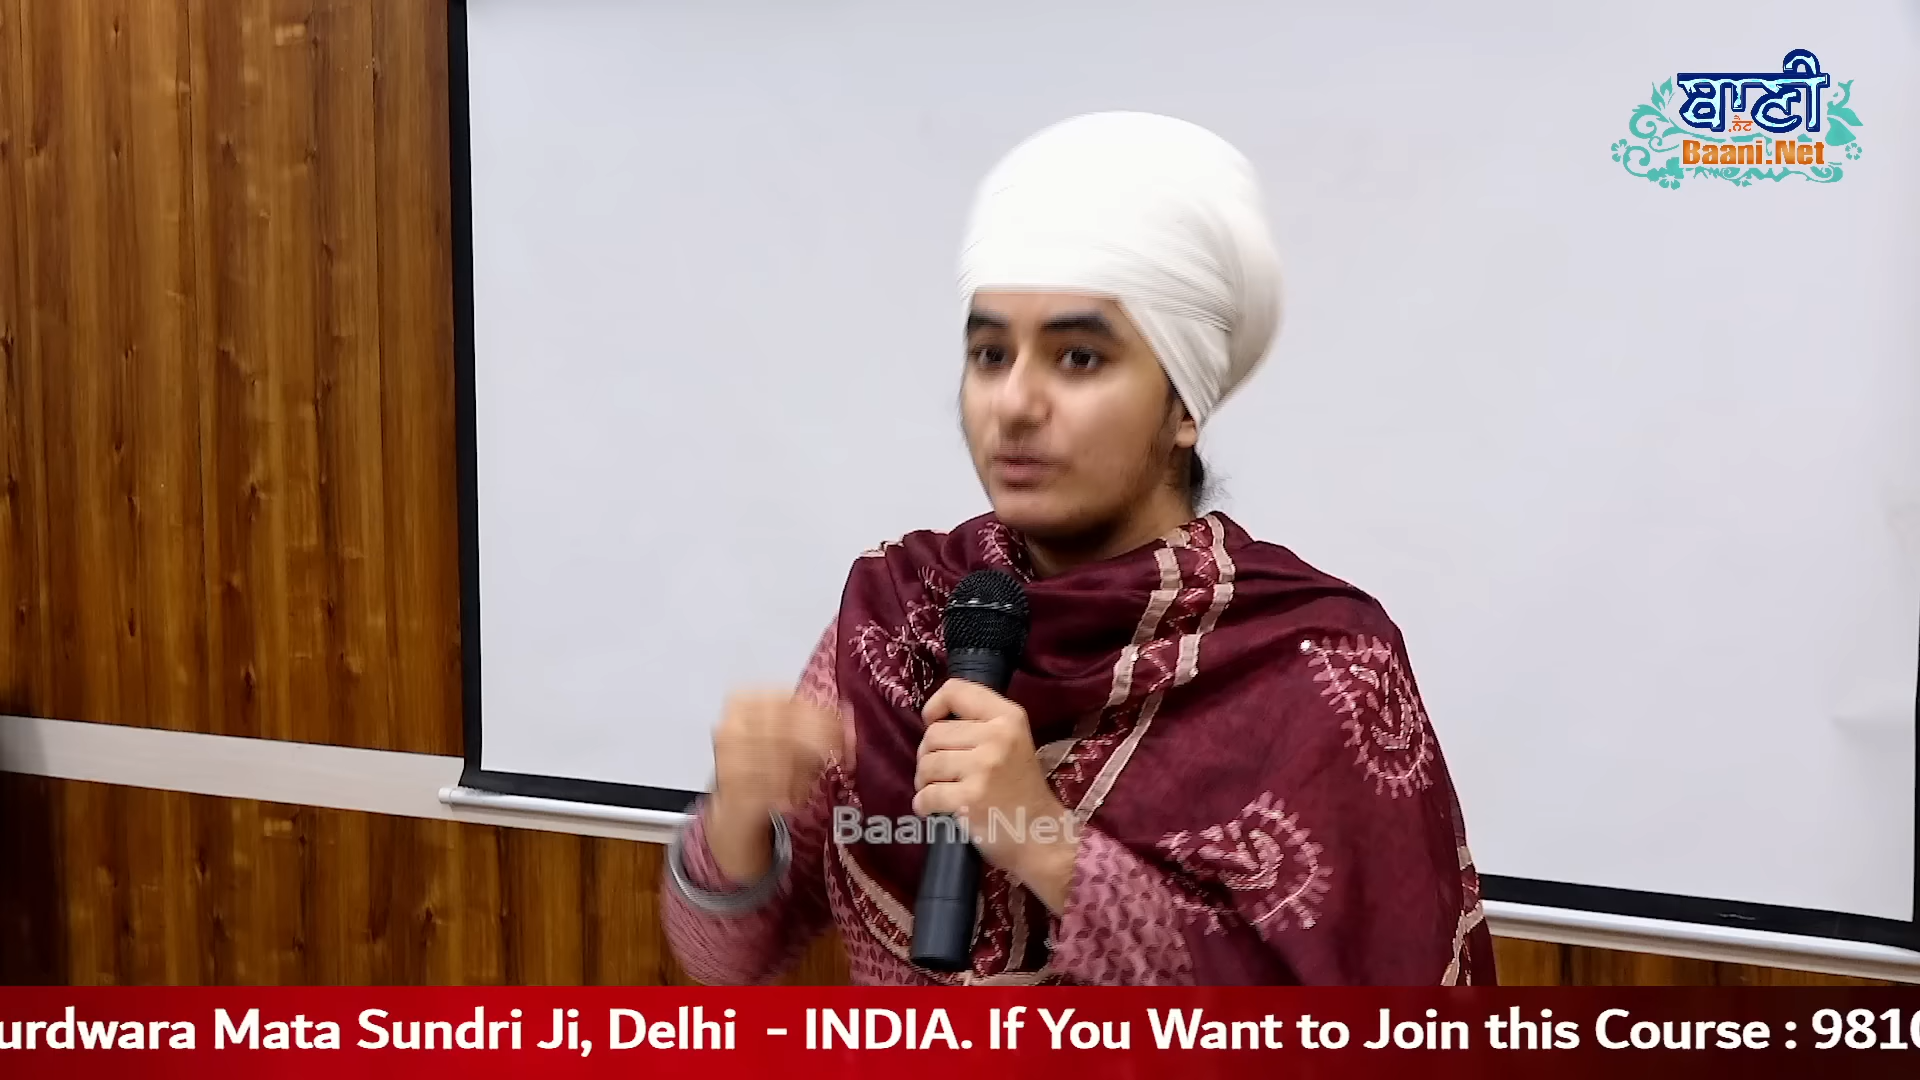 ਬਾਣੀ
.ਨੈਟ
Baani.Net
Baani.Net
urdwara Mata Sundri Ji, Delhi - INDIA. If You Want to Join this Course : 981